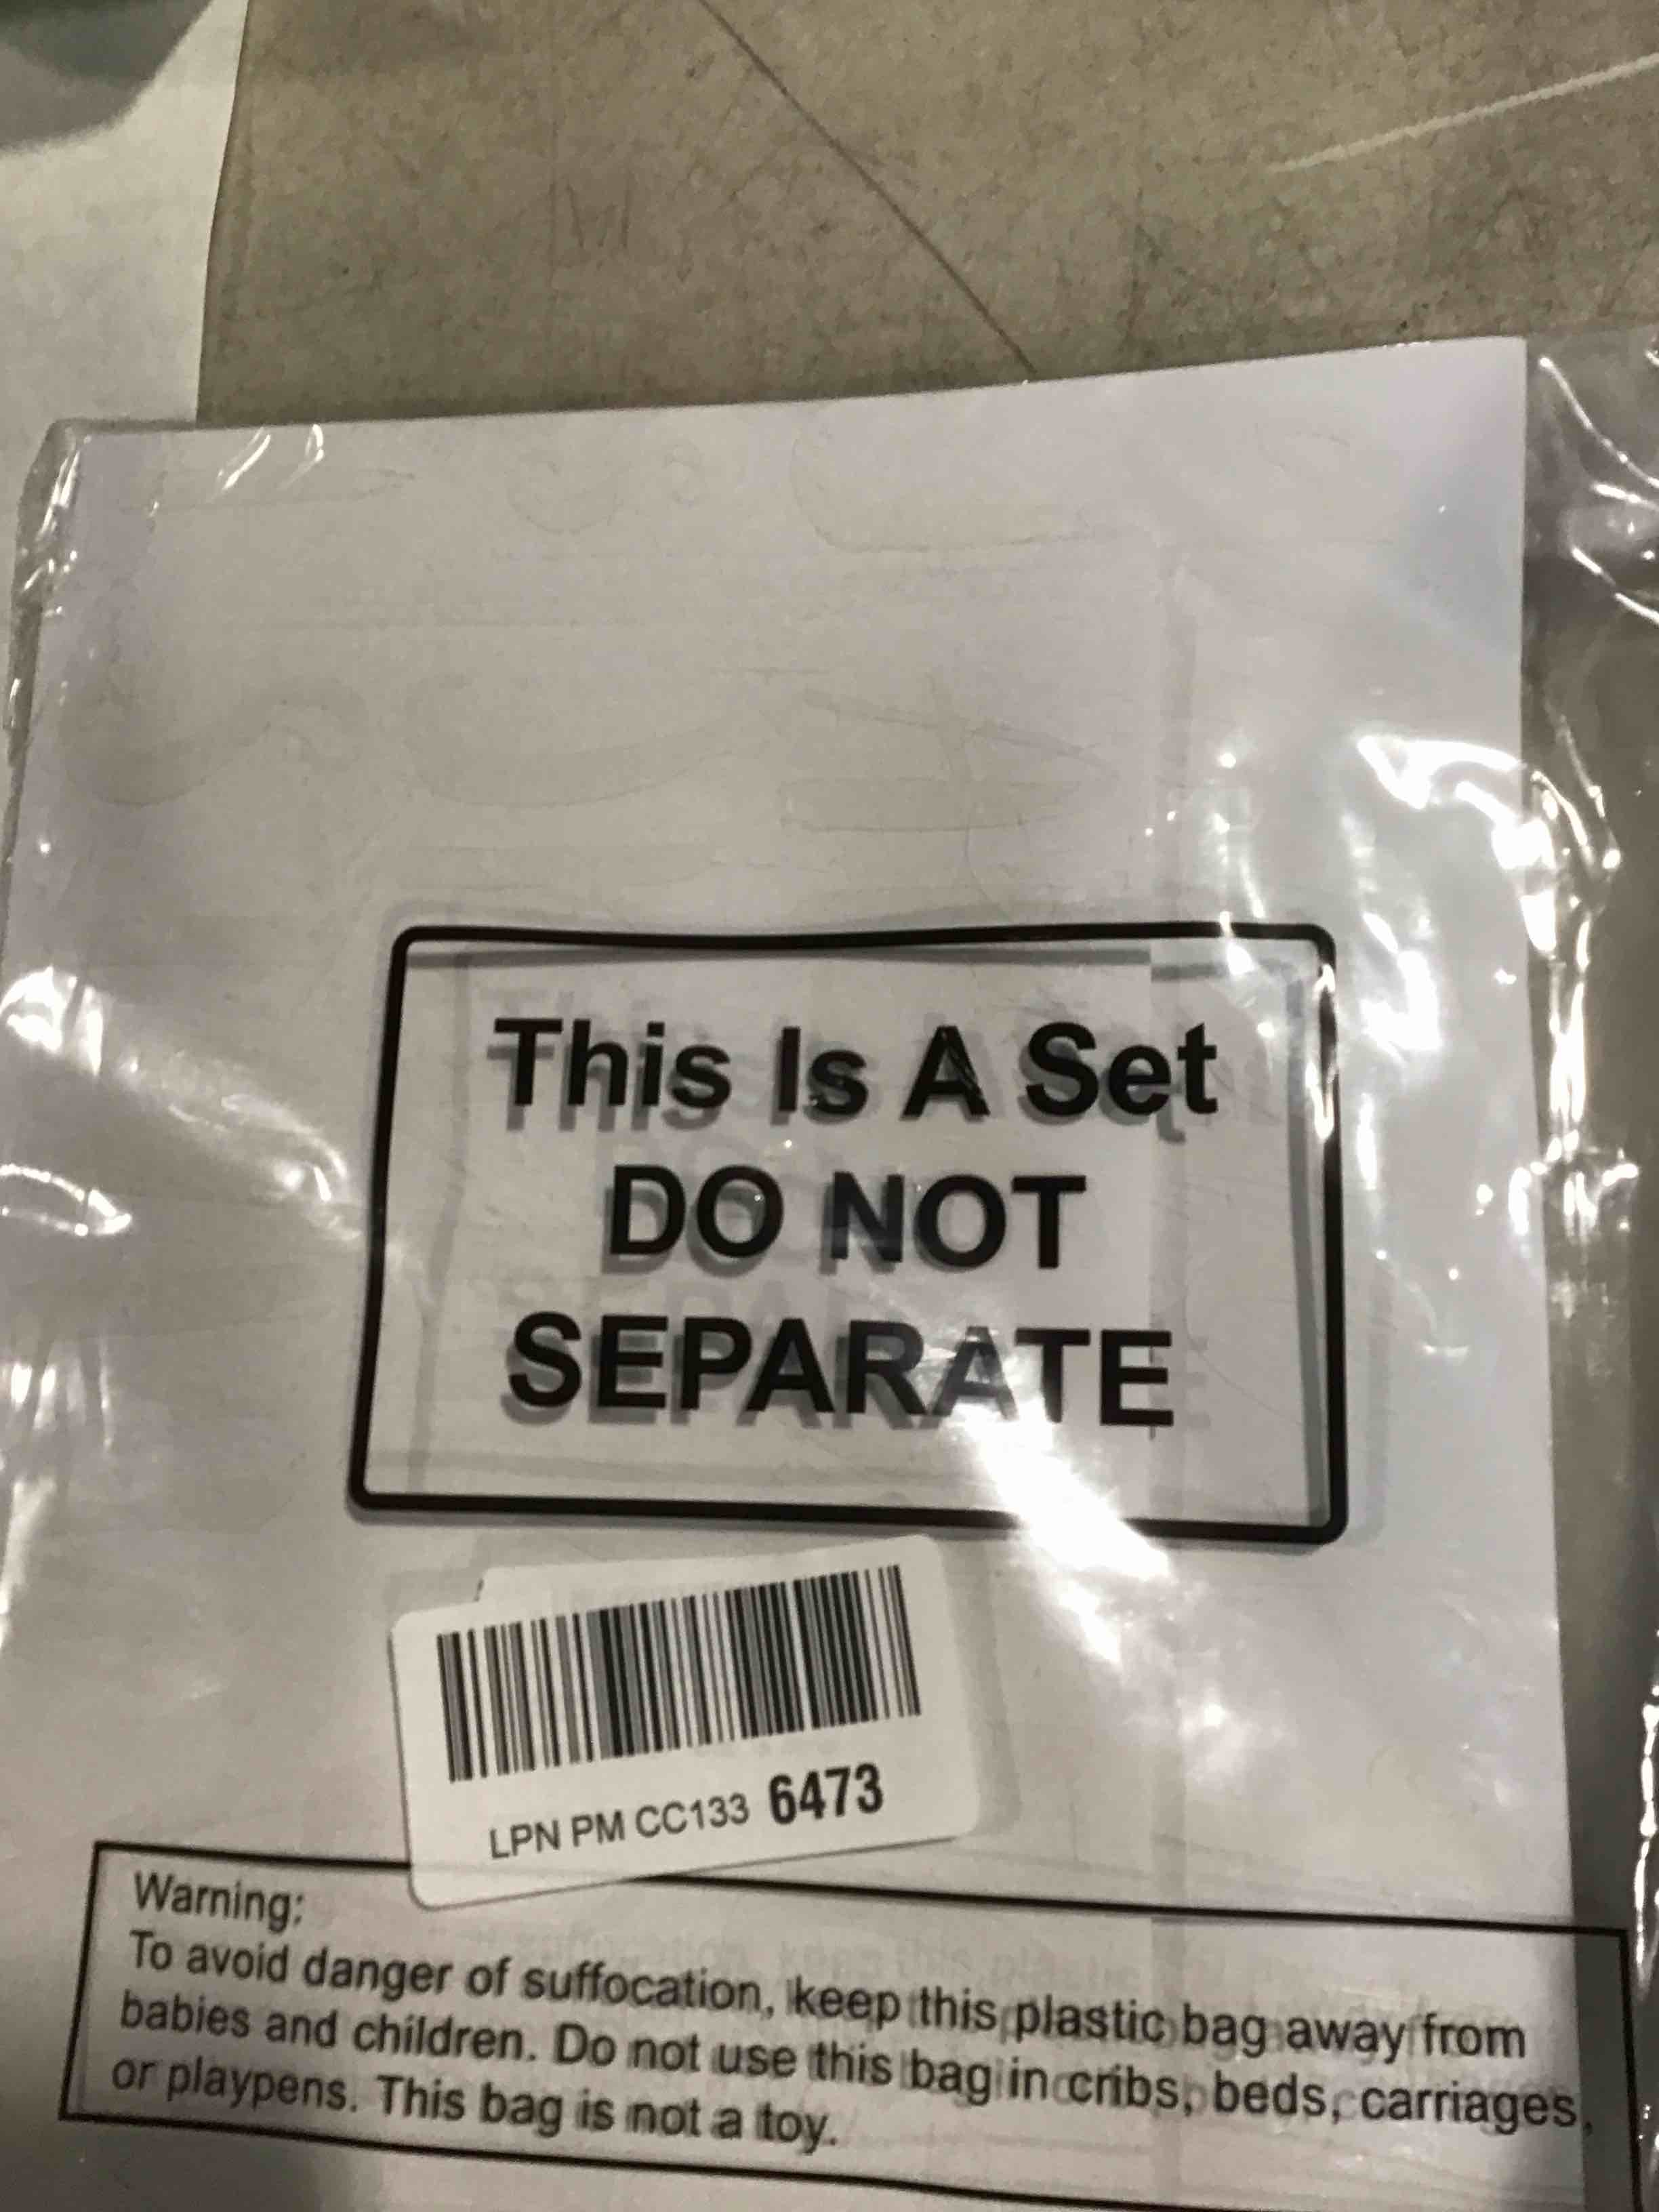 This Is A Set
DO NOT
SEPARATE
LPN PM CC133 6473
Warning:
To avoid danger of suffocation, keep this plastic bag away from
babies and children. Do not use this bag in cribs, beds, carriages,
or playpens. This bag is not a toy.